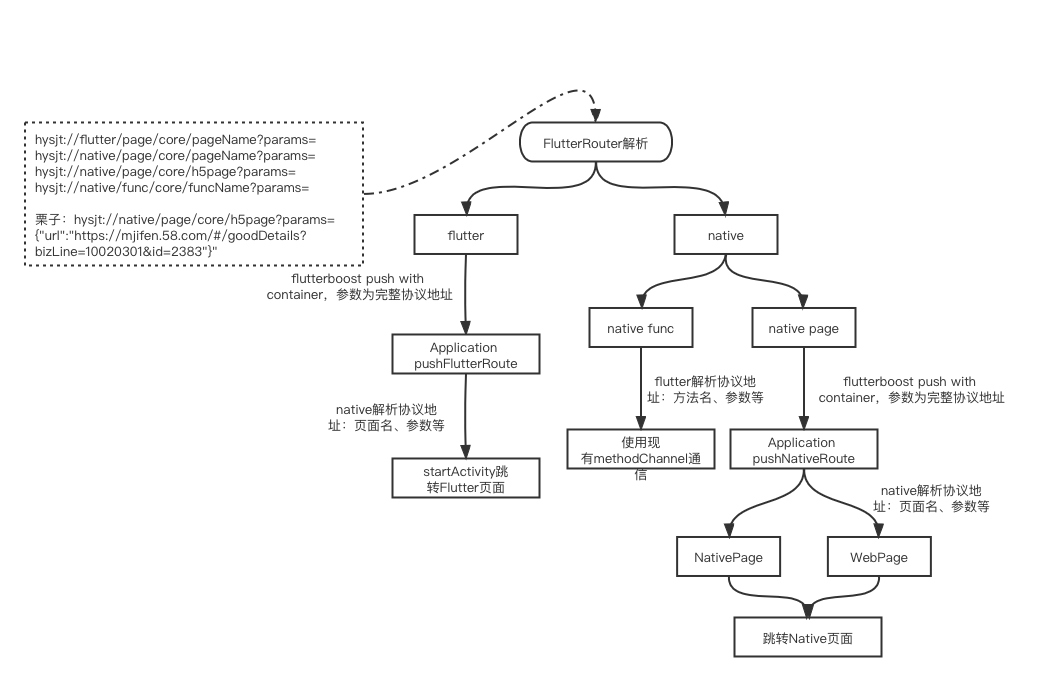 hysjt://flutter/page/core/pageName?params=
hysjt://native/page/core/pageName?params=
hysjt://native/page/core/h5page?params=
hysjt://native/func/core/funcName?params=
栗子：hysjt://native/page/core/h5page?params=
{"url":"https://mjifen.58.com/#/goodDetails?
bizLine=10020301&id=2383"}"
FlutterRouter解析
flutter
native
flutterboost push with
container，参数为完整协议地址
native func
native page
Application
pushFlutterRoute
flutter解析协议地
址：方法名、参数等
flutterboost push with
container，参数为完整协议地址
native解析协议地
址：页面名、参数等
使用现
有methodChannel通
信
Application
pushNativeRoute
startActivity跳
转Flutter页面
native解析协议地
址：页面名、参数等
NativePage
WebPage
跳转Native页面